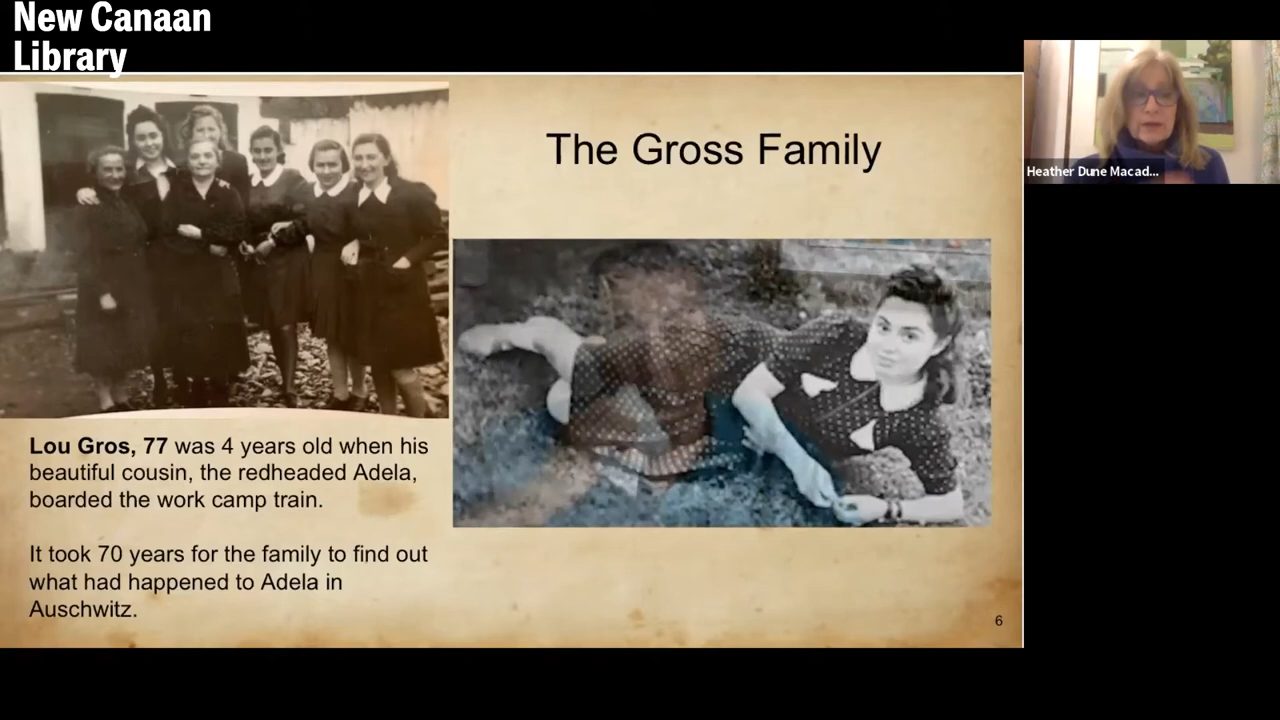 New Canaan
Library
The Gross Family
Heather Dune Macad...
Lou Gros, 77 was 4 years old when his
beautiful cousin, the redheaded Adela,
boarded the work camp train.
It took 70 years for the family to find out
what had happened to Adela in
Auschwitz.
6